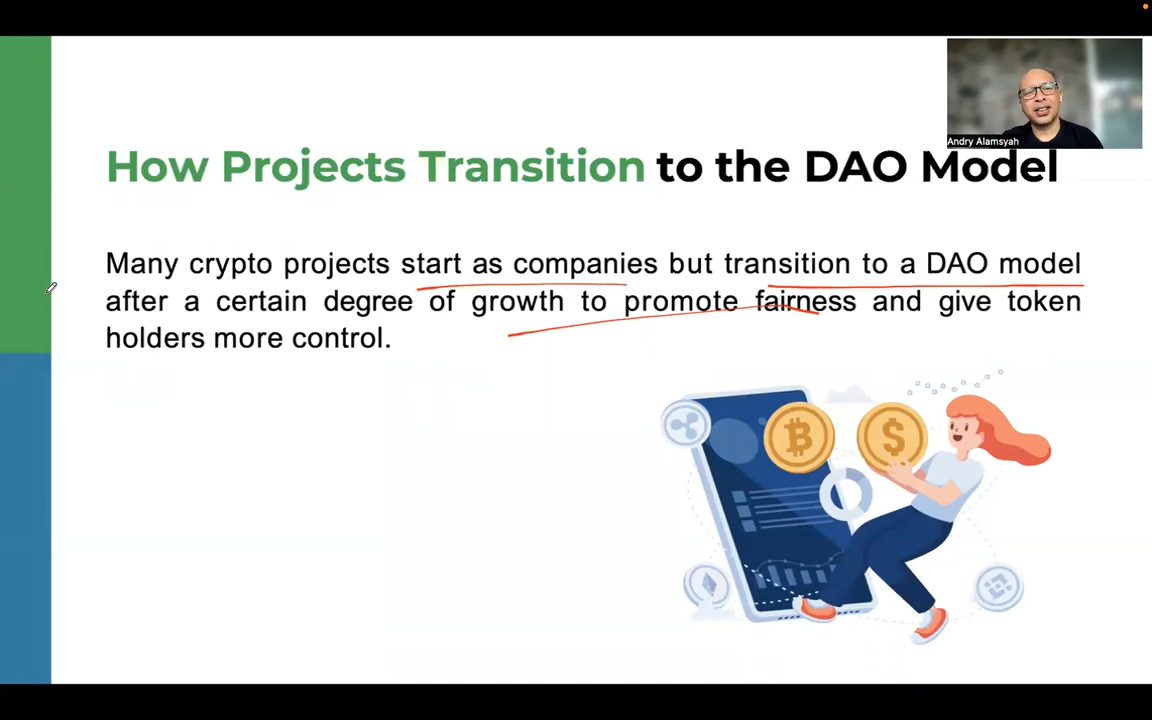 Andry Alamsyah
How Projects Transition to the DAO Model
Many crypto projects start as companies but transition to a DAO model
after a certain degree of growth to promote fairness and give token
holders more control.